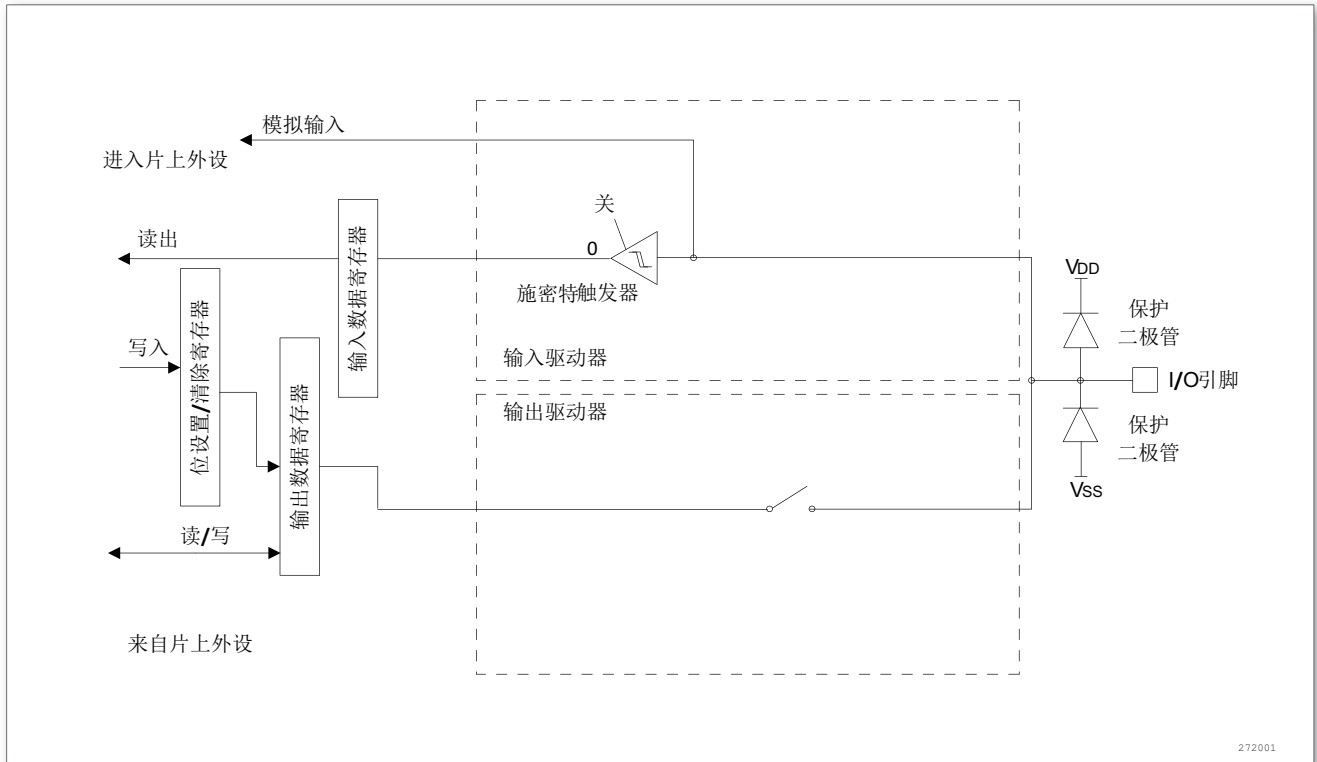 模拟输入
进入片上外设
关
读出
0
输入数据寄存器
施密特触发器
VDD
保护
二极管
位设置/清除寄存器
写入
输出数据寄存器
输入驱动器
I/O引脚
输出驱动器
保护
二极管
VSS
读/写
来自片上外设
272001